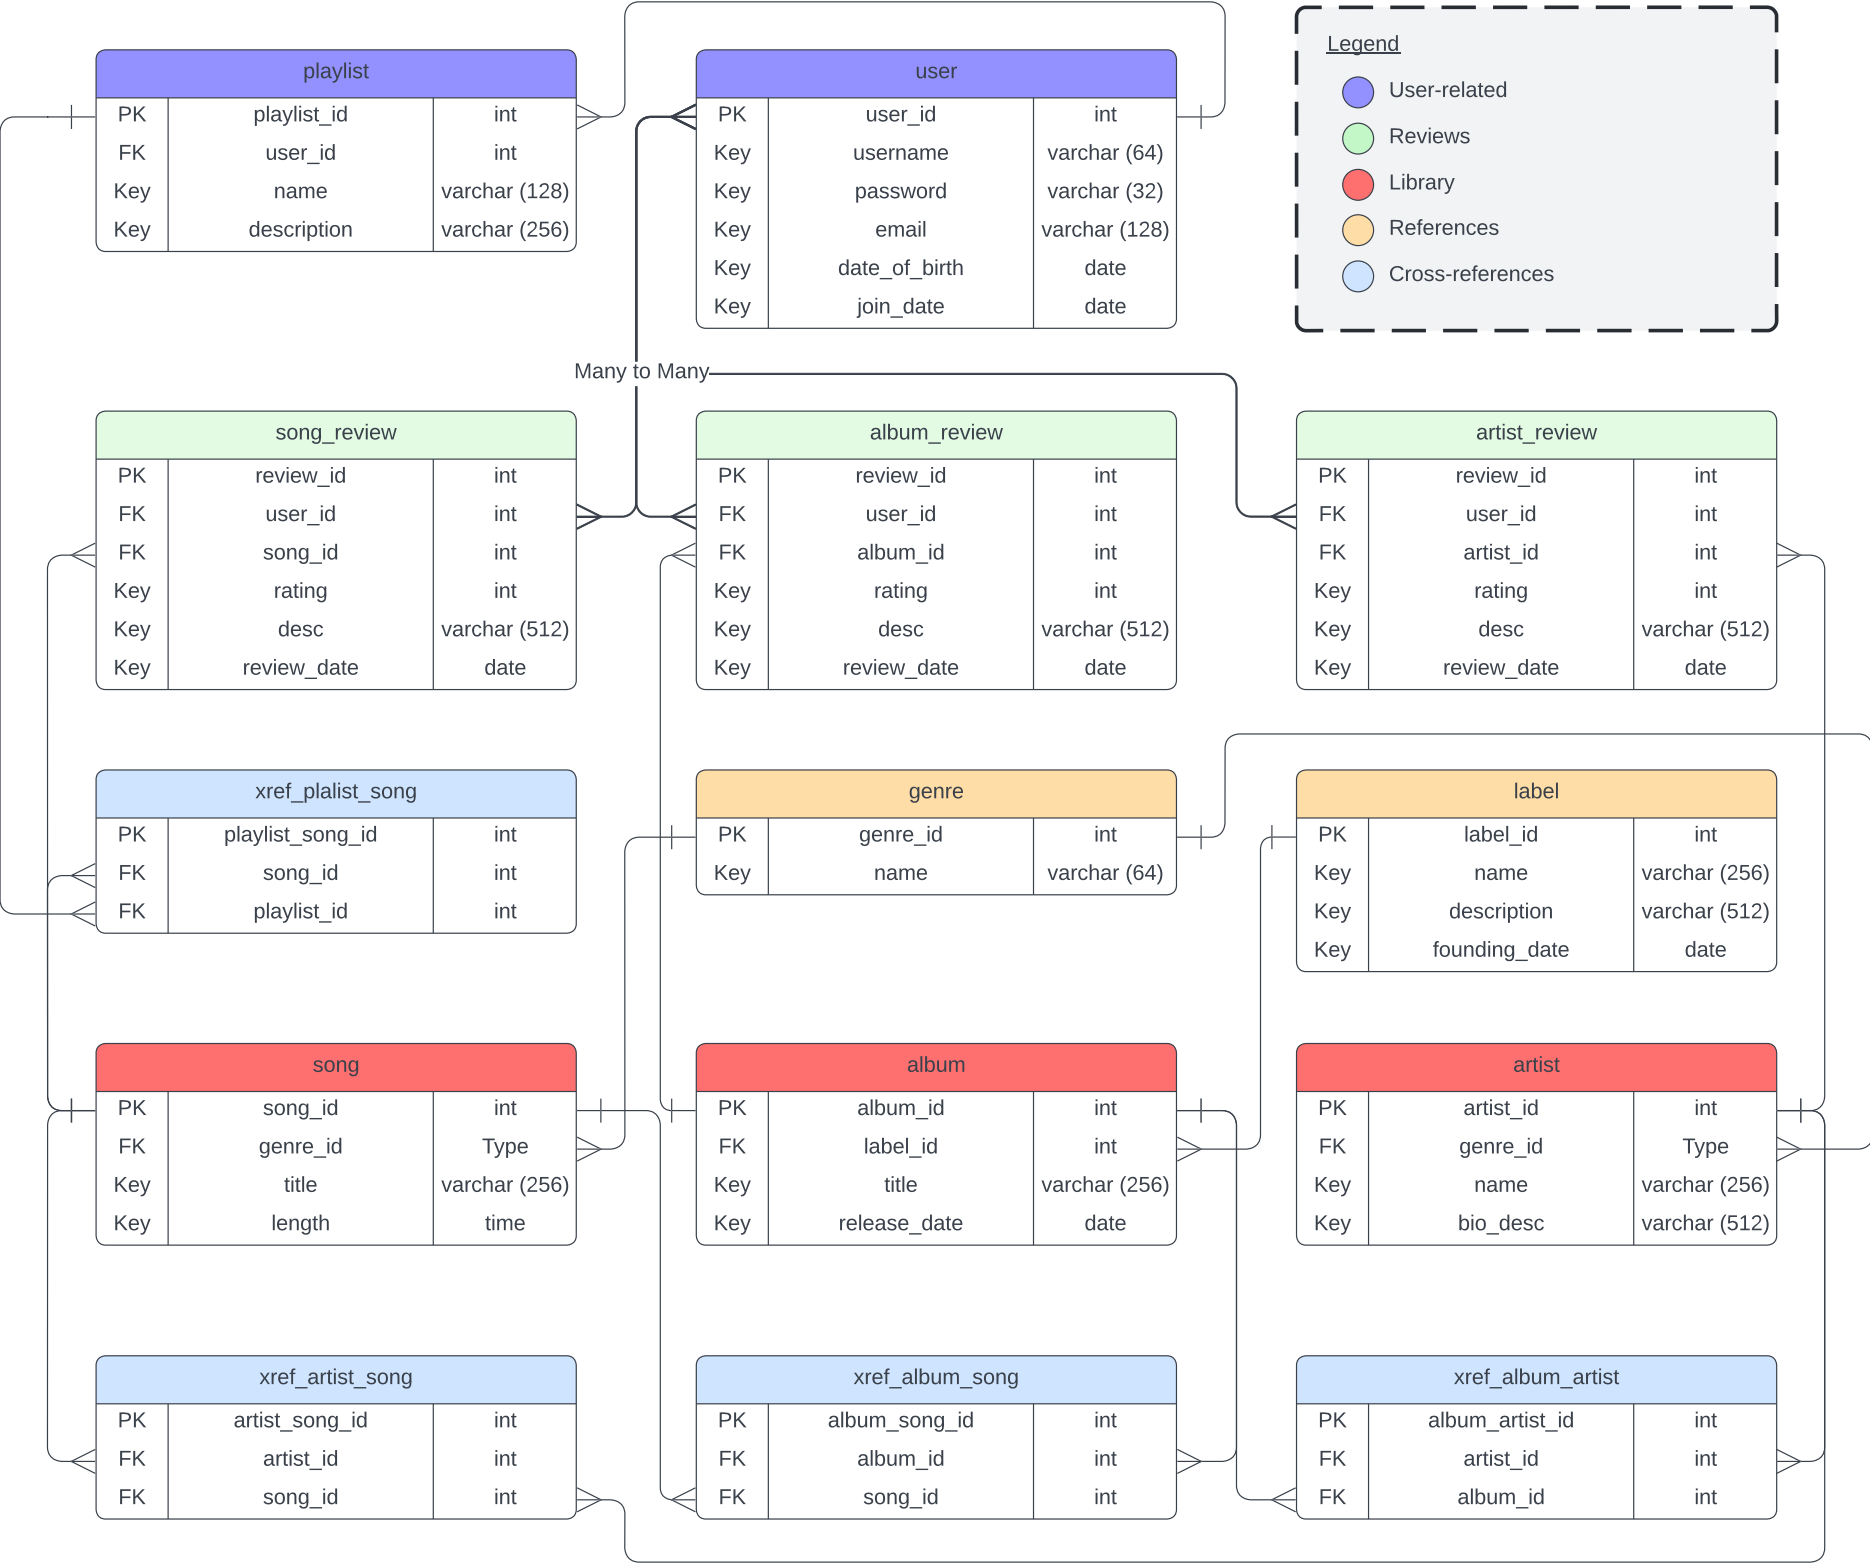 playlist
PK playlist_id int
FK user_id int
Key name varchar (128)
Key description varchar (256)
user
PK user_id int
Key username varchar (64)
Key password varchar (32)
Key email varchar (128)
Key date_of_birth date
Key join_date date
Legend
User-related
Reviews
Library
References
Cross-references
Many to Many
song_review
PK review_id int
FK user_id int
FK song_id int
Key rating int
Key desc varchar (512)
Key review_date date
album_review
PK review_id int
FK user_id int
FK album_id int
Key rating int
Key desc varchar (512)
Key review_date date
artist_review
PK review_id int
FK user_id int
FK artist_id int
Key rating int
Key desc varchar (512)
Key review_date date
xref_plalist_song
PK playlist_song_id int
FK song_id int
FK playlist_id int
genre
PK genre_id int
Key name varchar (64)
label
PK label_id int
Key name varchar (256)
Key description varchar (512)
Key founding_date date
song
PK song_id int
FK genre_id Type
Key title varchar (256)
Key length time
album
PK album_id int
FK label_id int
Key title varchar (256)
Key release_date date
artist
PK artist_id int
FK genre_id Type
Key name varchar (256)
Key bio_desc varchar (512)
xref_artist_song
PK artist_song_id int
FK artist_id int
FK song_id int
xref_album_song
PK album_song_id int
FK album_id int
FK song_id int
xref_album_artist
PK album_artist_id int
FK artist_id int
FK album_id int